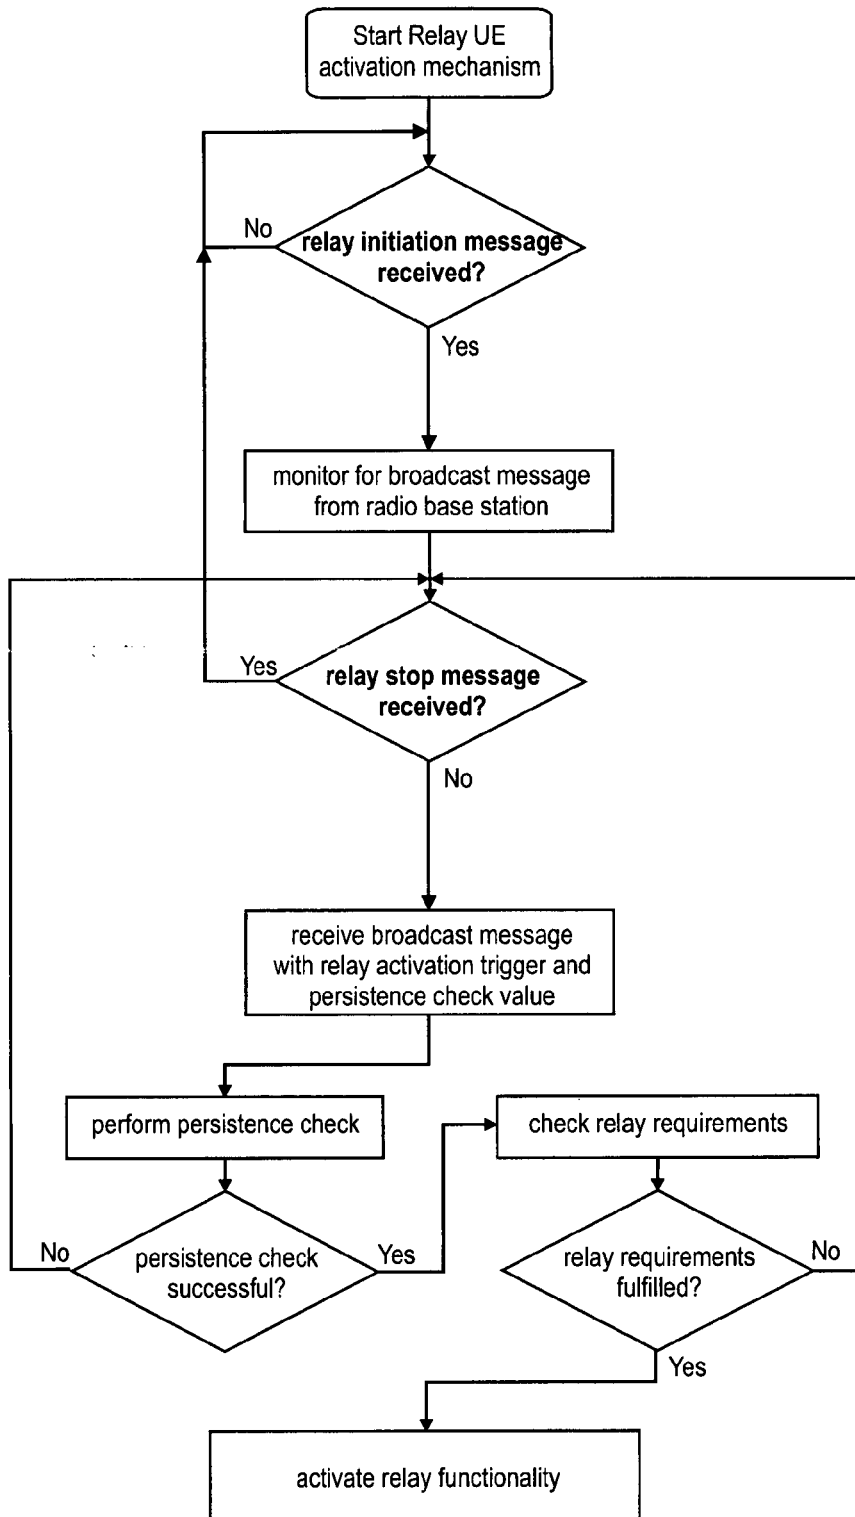 Start Relay UE
activation mechanism
No
relay initiation message
received?
Yes
monitor for broadcast message
from radio base station
Yes
relay stop message
received?
No
receive broadcast message
with relay activation trigger and
persistence check value
perform persistence check
check relay requirements
No
persistence check
successful?
Yes
relay requirements
fulfilled?
No
Yes
activate relay functionality